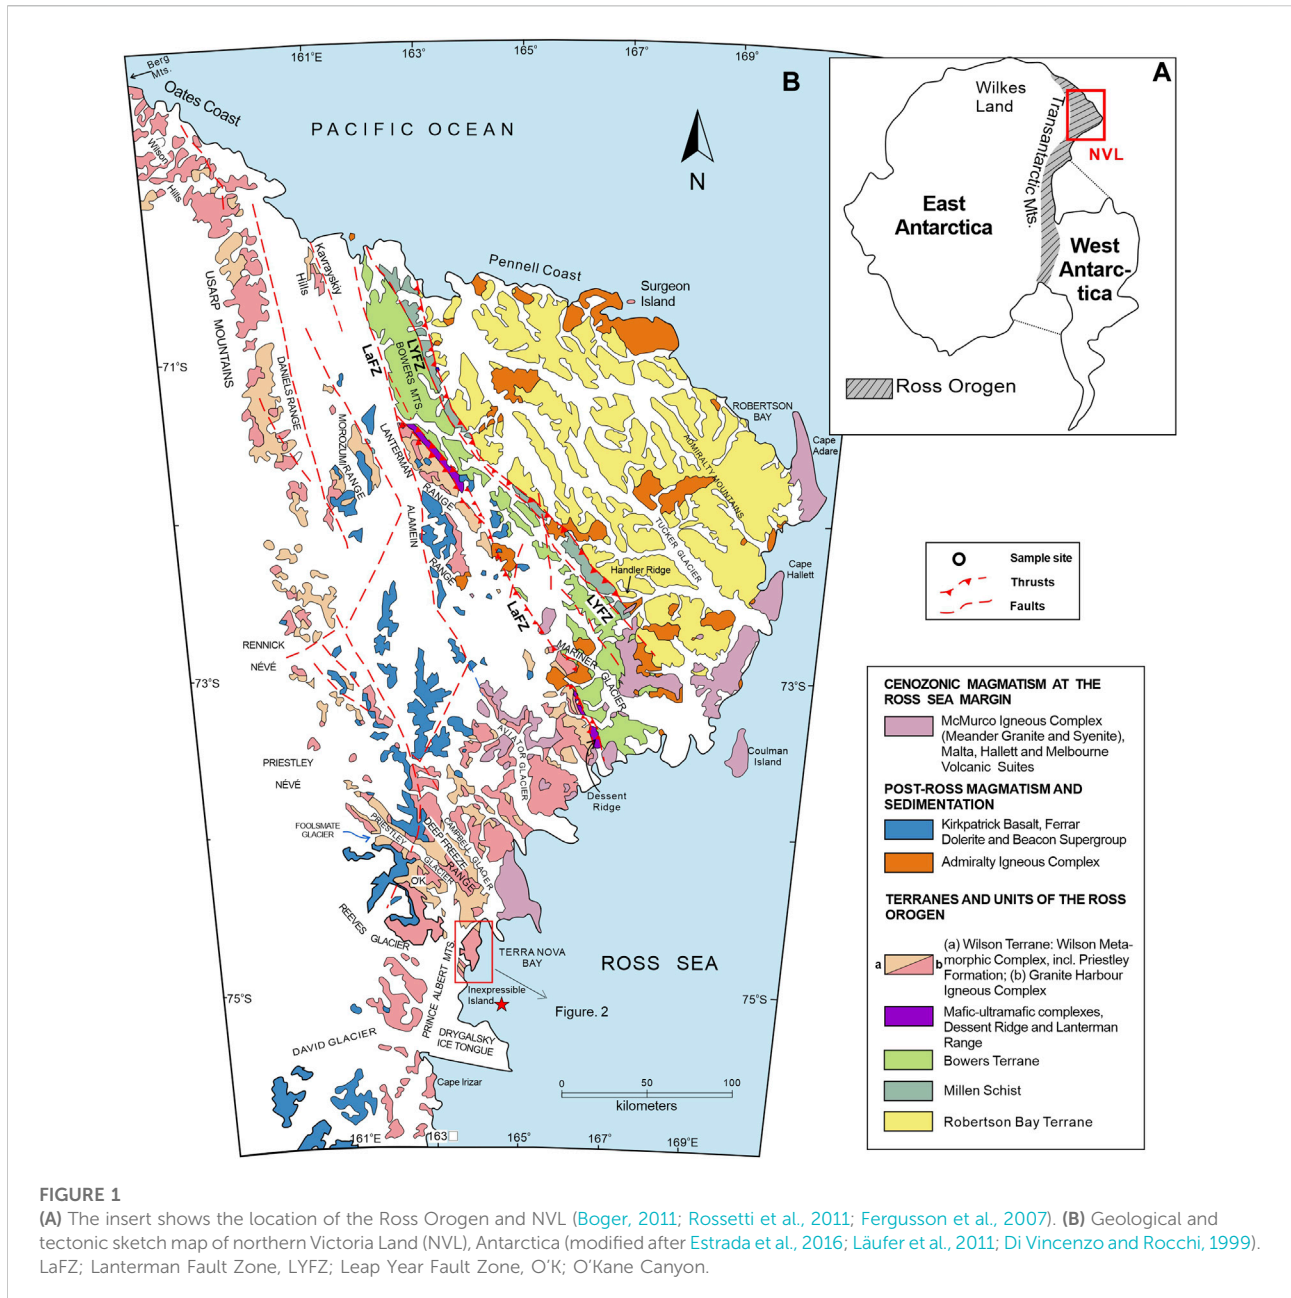 161°E
163°
165°
167°
169°
Berg
Mts.
Oates Coast
PACIFIC OCEAN
B
N
Wilson
Hills
Kavrayskiy
Hills
USARP MOUNTAINS
DANIELS RANGE
Pennell Coast
Surgeon
Island
71°S
LaFZ
LYFZ
BOWERS MTS.
MOROZUMI RANGE
LANTERMAN
RANGE
ROBERTSON
BAY
Cape
Adare
ADMIRALTY MOUNTAINS
TUCKER GLACIER
ALAMEIN
RANGE
Handler Ridge
Cape
Hallett
LaFZ
LYFZ
RENNICK
NÉVÉ
MARINER
GLACIER
73°S
73°S
AVIATOR GLACIER
Coulman
Island
PRIESTLEY
NÉVÉ
Dessent
Ridge
FOOLSMATE
GLACIER
PRIESTLEY
GLACIER
DEEP FREEZE
RANGE
CAMPBELL GLACIER
O'K
REEVES GLACIER
PRINCE ALBERT MTS
TERRA NOVA
BAY
ROSS SEA
Inexpressible
Island
Figure. 2
75°S
75°S
DAVID GLACIER
DRYGALSKY
ICE TONGUE
Cape Irizar
0
50
100
kilometers
161°E
163
165°
167°
169°E
A
Wilkes
Land
Transantarctic Mts.
NVL
East
Antarctica
West
Antarc-
tica
Ross Orogen
Sample site
Thrusts
Faults
CENOZONIC MAGMATISM AT THE
ROSS SEA MARGIN
McMurco Igneous Complex
(Meander Granite and Syenite),
Malta, Hallett and Melbourne
Volcanic Suites
POST-ROSS MAGMATISM AND
SEDIMENTATION
Kirkpatrick Basalt, Ferrar
Dolerite and Beacon Supergroup
Admiralty Igneous Complex
TERRANES AND UNITS OF THE ROSS
OROGEN
a
b
(a) Wilson Terrane: Wilson Meta-
morphic Complex, incl. Priestley
Formation; (b) Granite Harbour
Igneous Complex
Mafic-ultramafic complexes,
Dessent Ridge and Lanterman
Range
Bowers Terrane
Millen Schist
Robertson Bay Terrane
FIGURE 1
(A) The insert shows the location of the Ross Orogen and NVL (Boger, 2011; Rossetti et al., 2011; Fergusson et al., 2007). (B) Geological and
tectonic sketch map of northern Victoria Land (NVL), Antarctica (modified after Estrada et al., 2016; Läufer et al., 2011; Di Vincenzo and Rocchi, 1999).
LaFZ; Lanterman Fault Zone, LYFZ; Leap Year Fault Zone, O'K; O'Kane Canyon.